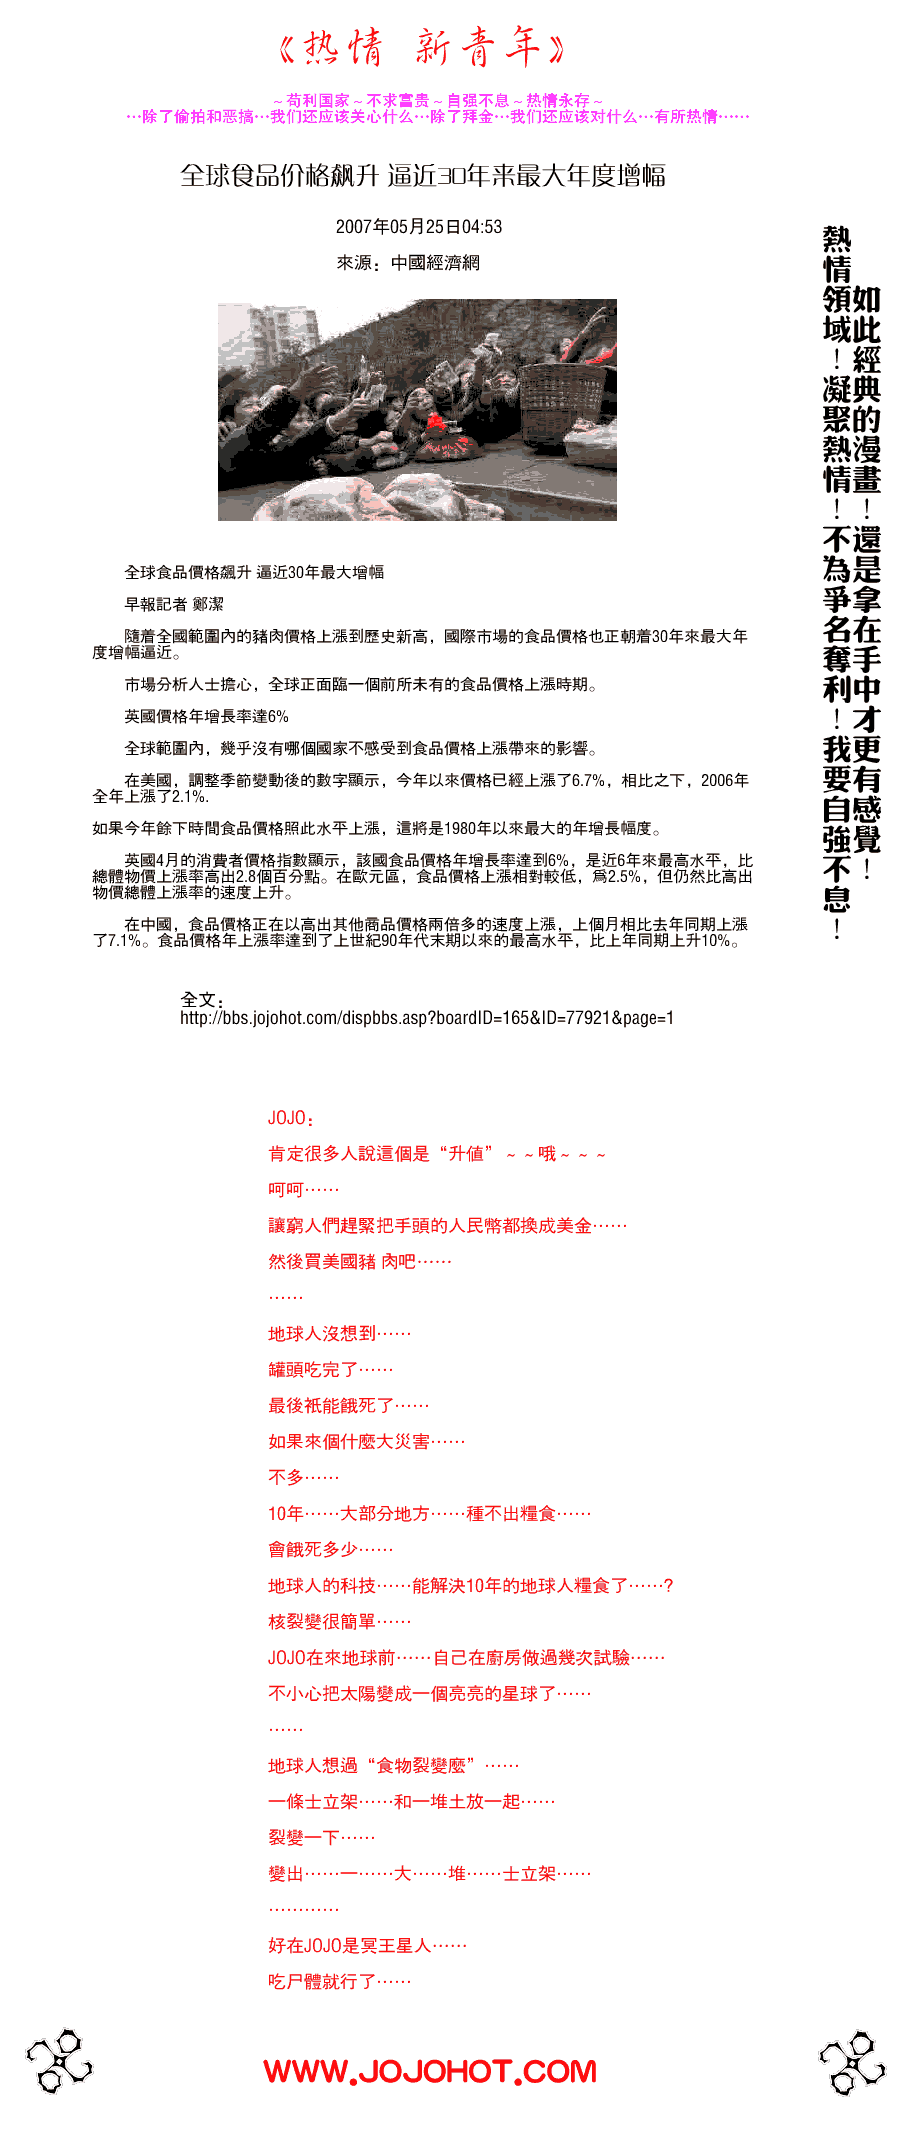 《热情 新青年》
～苟利国家～不求富贵～自强不息～热情永存～
…除了偷拍和恶搞…我们还应该关心什么…除了拜金…我们还应该对什么…有所热情……
全球食品价格飙升 逼近30年来最大年度增幅
2007年05月25日04:53
來源：中國經濟網
全球食品價格飆升 逼近30年最大增幅
早報記者 鄭潔
隨着全國範圍內的豬肉價格上漲到歷史新高，國際市場的食品價格也正朝着30年來最大年
度增幅逼近。
市場分析人士擔心，全球正面臨一個前所未有的食品價格上漲時期。
英國價格年增長率達6%
全球範圍內，幾乎沒有哪個國家不感受到食品價格上漲帶來的影響。
在美國，調整季節變動後的數字顯示，今年以來價格已經上漲了6.7%，相比之下，2006年
全年上漲了2.1%.
如果今年餘下時間食品價格照此水平上漲，這將是1980年以來最大的年增長幅度。
英國4月的消費者價格指數顯示，該國食品價格年增長率達到6%，是近6年來最高水平，比
總體物價上漲率高出2.8個百分點。在歐元區，食品價格上漲相對較低，爲2.5%，但仍然比高出
物價總體上漲率的速度上升。
在中國，食品價格正在以高出其他商品價格兩倍多的速度上漲，上個月相比去年同期上漲
了7.1%。食品價格年上漲率達到了上世紀90年代末期以來的最高水平，比上年同期上升10%。
全文：
http://bbs.jojohot.com/dispbbs.asp?boardID=165&ID=77921&page=1
如此經典的漫畫！還是拿在手中才更有感覺！
熱情領域！凝聚熱情！不為爭名奪利！我要自強不息！
JOJO：
肯定很多人說這個是“升值”～～哦～～～
呵呵……
讓窮人們趕緊把手頭的人民幣都換成美金……
然後買美國豬 肉吧……
……
地球人沒想到……
罐頭吃完了……
最後衹能餓死了……
如果來個什麼大災害……
不多……
10年……大部分地方……種不出糧食……
會餓死多少……
地球人的科技……能解決10年的地球人糧食了……?
核裂變很簡單……
JOJO在來地球前……自己在廚房做過幾次試驗……
不小心把太陽變成一個亮亮的星球了……
……
地球人想過“食物裂變麼”……
一條士立架……和一堆土放一起……
裂變一下……
變出……一……大……堆……士立架……
…………
好在JOJO是冥王星人……
吃尸體就行了……
WWW.JOJOHOT.COM